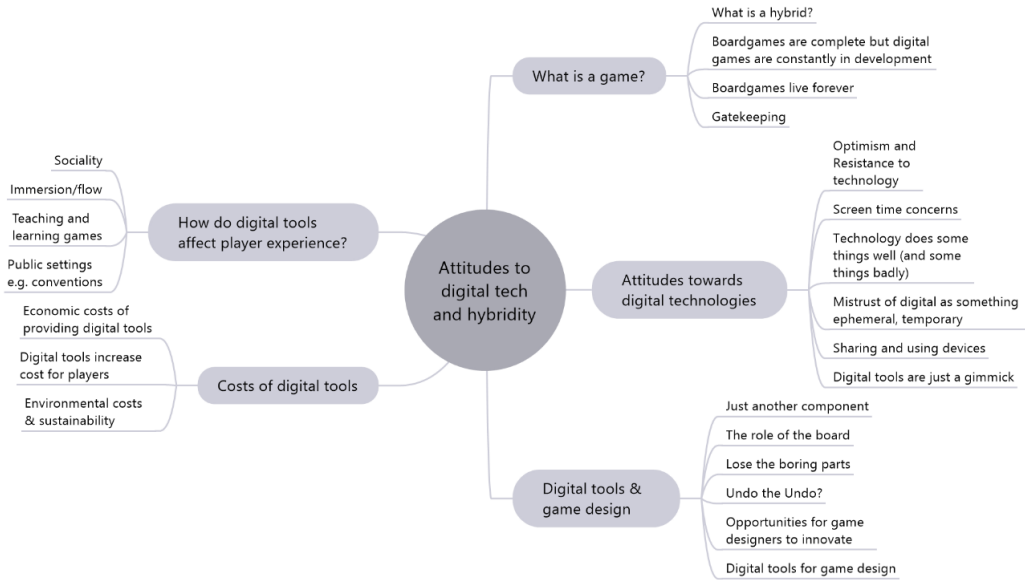 Attitudes to
digital tech
and hybridity
What is a game?
What is a hybrid?
Boardgames are complete but digital
games are constantly in development
Boardgames live forever
Gatekeeping
Attitudes towards
digital technologies
Optimism and
Resistance to
technology
Screen time concerns
Technology does some
things well (and some
things badly)
Mistrust of digital as something
ephemeral, temporary
Sharing and using devices
Digital tools are just a gimmick
Digital tools &
game design
Just another component
The role of the board
Lose the boring parts
Undo the Undo?
Opportunities for game
designers to innovate
Digital tools for game design
How do digital tools
affect player experience?
Sociality
Immersion/flow
Teaching and
learning games
Public settings
e.g. conventions
Costs of digital tools
Economic costs of
providing digital tools
Digital tools increase
cost for players
Environmental costs
& sustainability